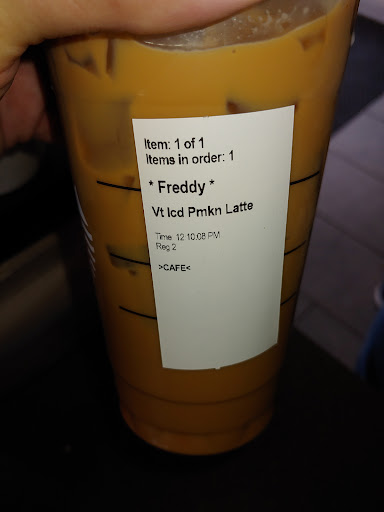 Item: 1 of 1
Items in order: 1
* Freddy *
Vt Icd Pmkn Latte
Time: 12:10:08 PM
Reg 2
>CAFE<